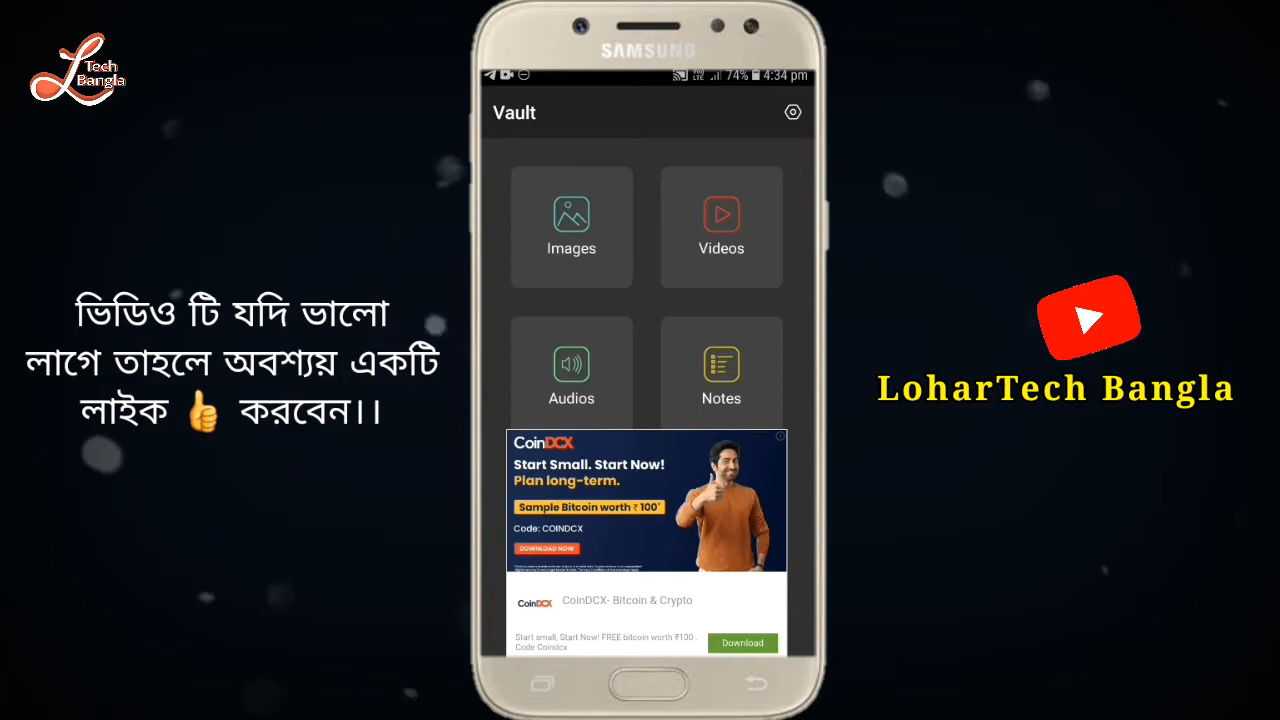 Tech
Bangla
SAMSUNG
74% 4:34 pm
Vault
Images
Videos
Audios
Notes
ভিডিও টি যদি ভালো
লাগে তাহলে অবশ্যয় একটি
লাইক 👍 করবেন।।
LoharTech Bangla
CoinDCX
Start Small. Start Now!
Plan long-term.
Sample Bitcoin worth ₹ 100*
Code: COINDCX
DOWNLOAD NOW
CoinDCX
CoinDCX- Bitcoin & Crypto
Start small, Start Now! FREE bitcoin worth ₹100 .
Code Coindcx
Download